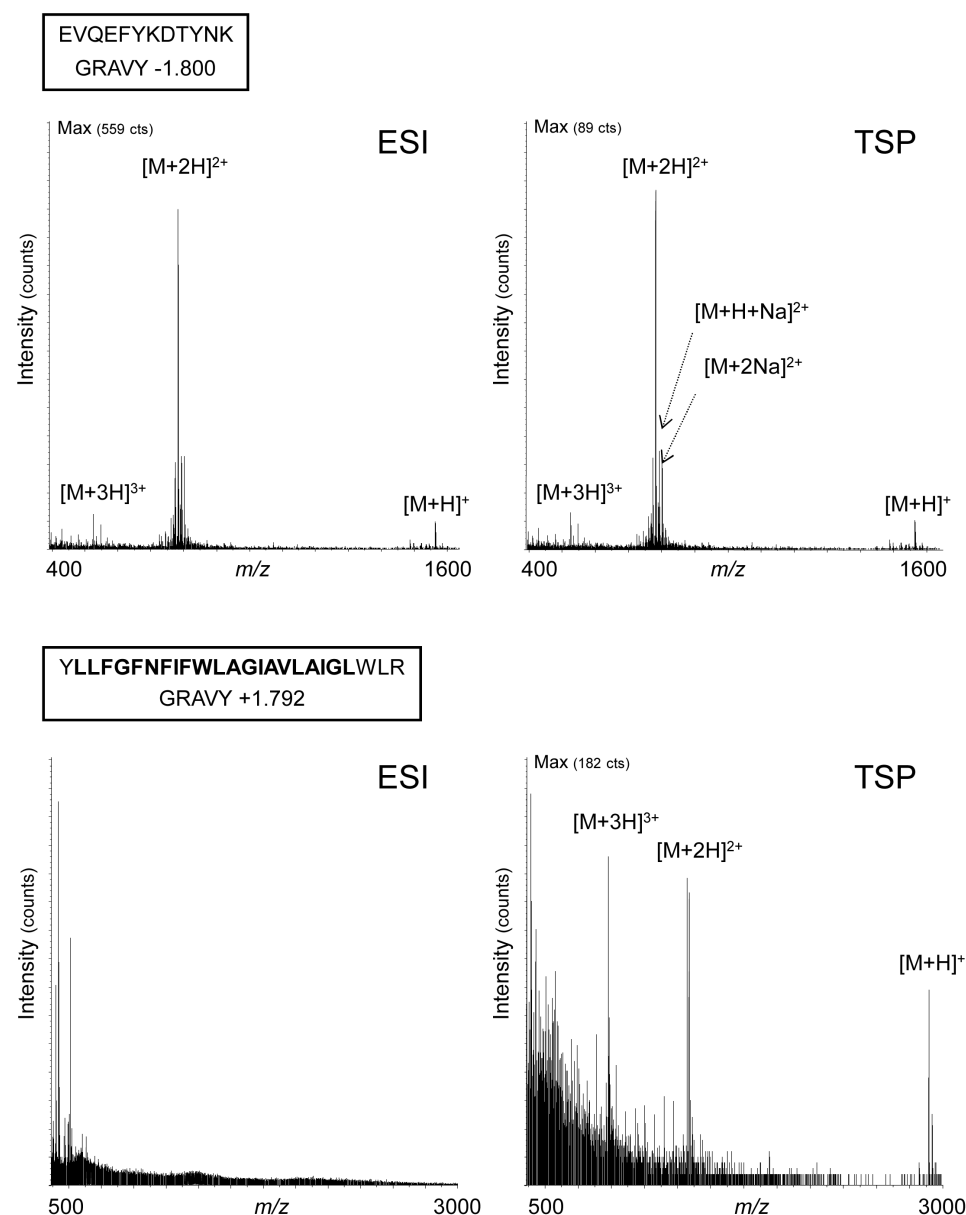 EVQEFYKDTYNK
GRAVY -1.800
Max (559 cts)
ESI
[M+2H]²⁺
Intensity (counts)
[M+3H]³⁺
[M+H]⁺
400 m/z 1600
Max (89 cts)
TSP
[M+2H]²⁺
[M+H+Na]²⁺
[M+2Na]²⁺
Intensity (counts)
[M+3H]³⁺
[M+H]⁺
400 m/z 1600
YLLFGFNFIFWLAGIAVLAIGLWLR
GRAVY +1.792
ESI
Intensity (counts)
500 m/z 3000
Max (182 cts)
TSP
[M+3H]³⁺
[M+2H]²⁺
Intensity (counts)
[M+H]⁺
500 m/z 3000